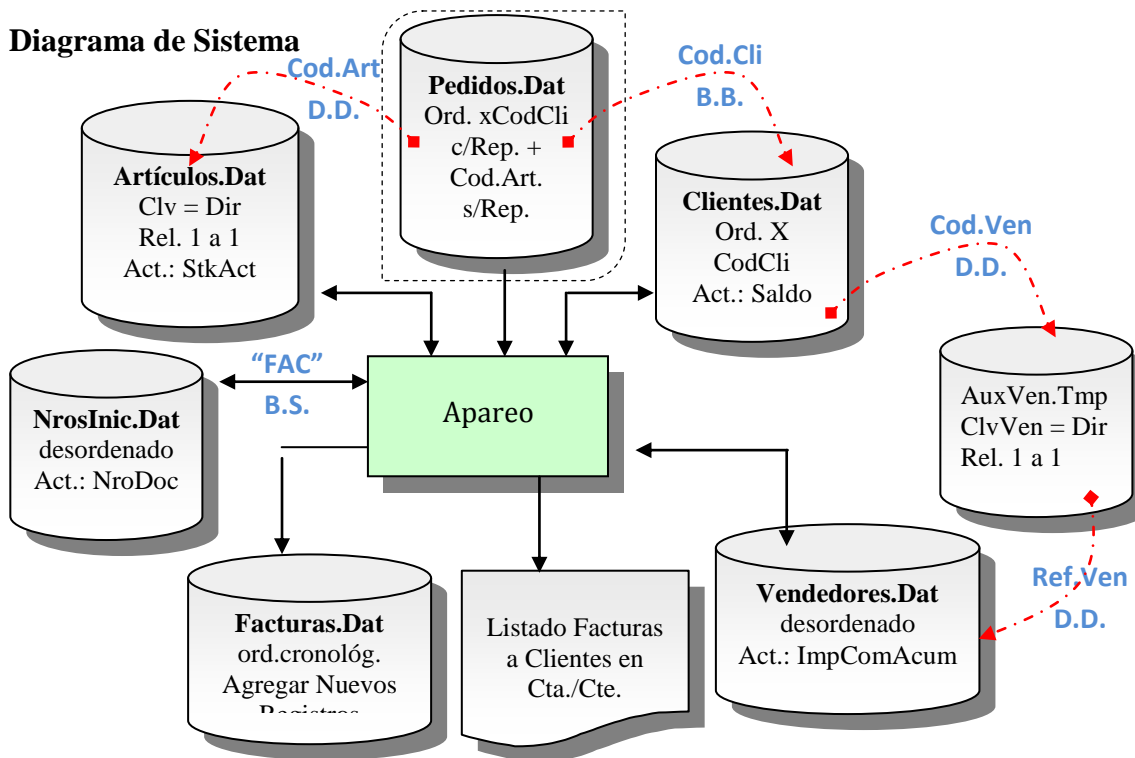 Diagrama de Sistema
Cod.Art
D.D.
Pedidos.Dat
Ord. xCodCli
c/Rep. +
Cod.Art.
s/Rep.
Cod.Cli
B.B.
Artículos.Dat
Clv = Dir
Rel. 1 a 1
Act.: StkAct
Clientes.Dat
Ord. X
CodCli
Act.: Saldo
Cod.Ven
D.D.
NrosInic.Dat
desordenado
Act.: NroDoc
“FAC”
B.S.
Apareo
AuxVen.Tmp
ClvVen = Dir
Rel. 1 a 1
Facturas.Dat
ord.cronológ.
Agregar Nuevos
Registros
Listado Facturas
a Clientes en
Cta./Cte.
Vendedores.Dat
desordenado
Act.: ImpComAcum
Ref.Ven
D.D.